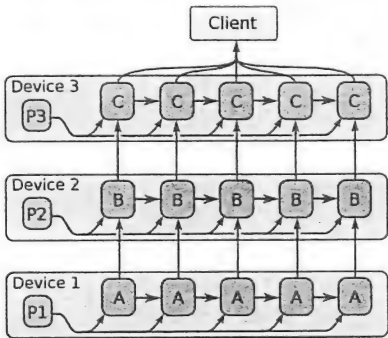 Client
Device 3
P3 C C C C C
Device 2
P2 B B B B B
Device 1
P1 A A A A A